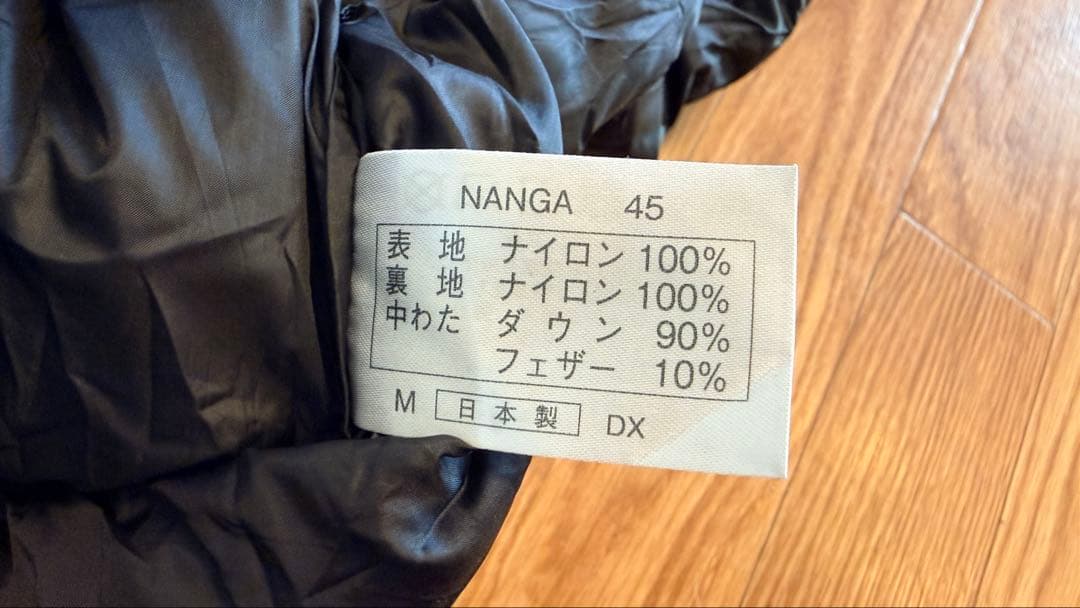 NANGA 45
表地 ナイロン 100%
裏地 ナイロン 100%
中わた ダウン 90%
フェザー 10%
M 日本製 DX